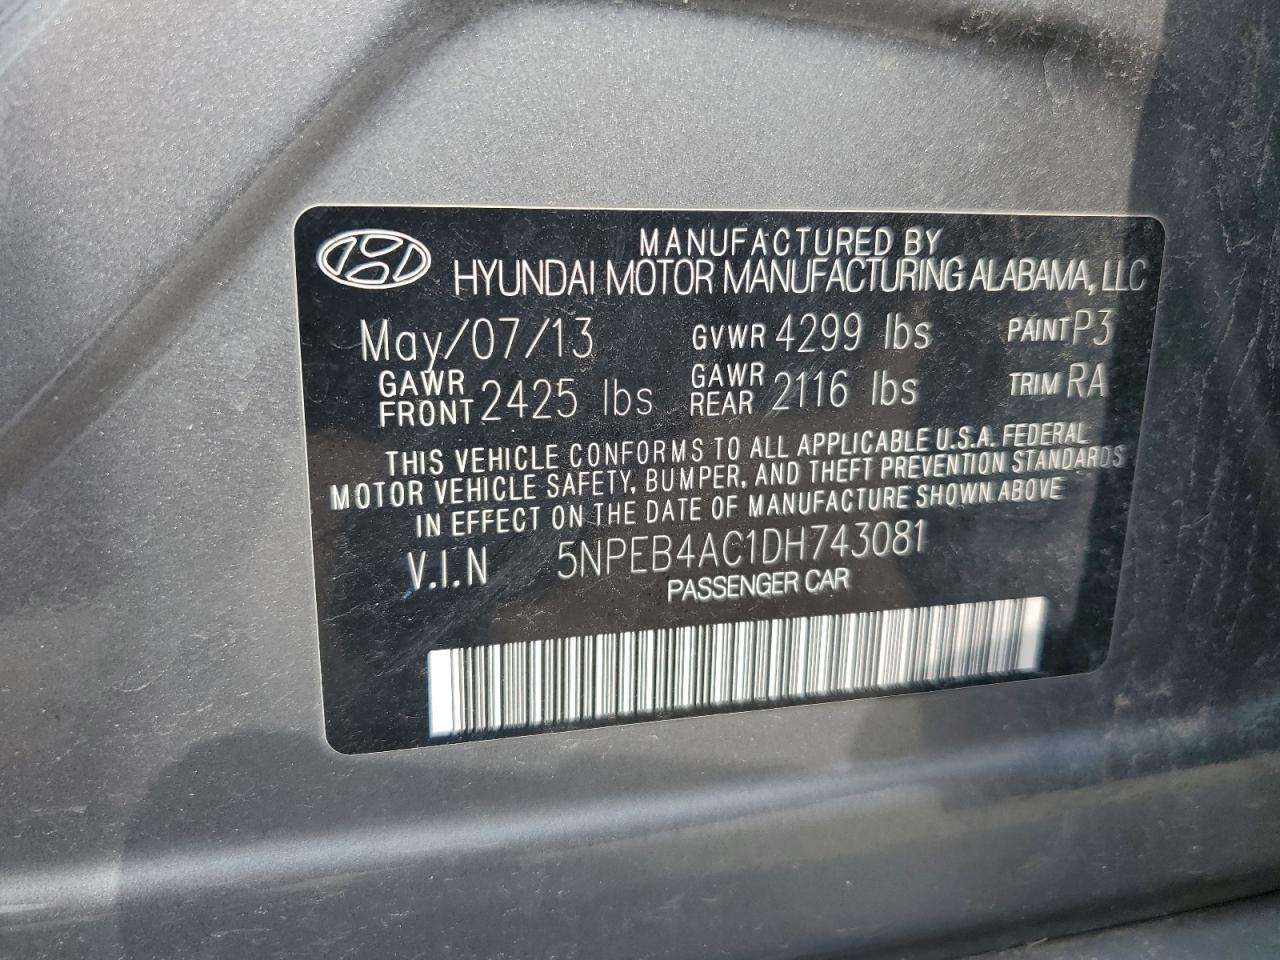 MANUFACTURED BY
HYUNDAI MOTOR MANUFACTURING ALABAMA, LLC
May/07/13 GVWR 4299 lbs PAINT P3
GAWR FRONT 2425 lbs GAWR REAR 2116 lbs TRIM RA
THIS VEHICLE CONFORMS TO ALL APPLICABLE U.S.A. FEDERAL
MOTOR VEHICLE SAFETY, BUMPER, AND THEFT PREVENTION STANDARDS
IN EFFECT ON THE DATE OF MANUFACTURE SHOWN ABOVE
V.I.N 5NPEB4AC1DH743081
PASSENGER CAR